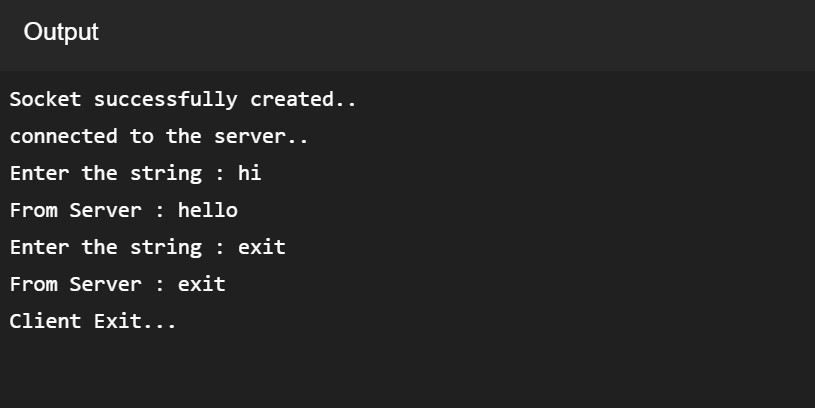 Output
Socket successfully created..
connected to the server..
Enter the string : hi
From Server : hello
Enter the string : exit
From Server : exit
Client Exit...